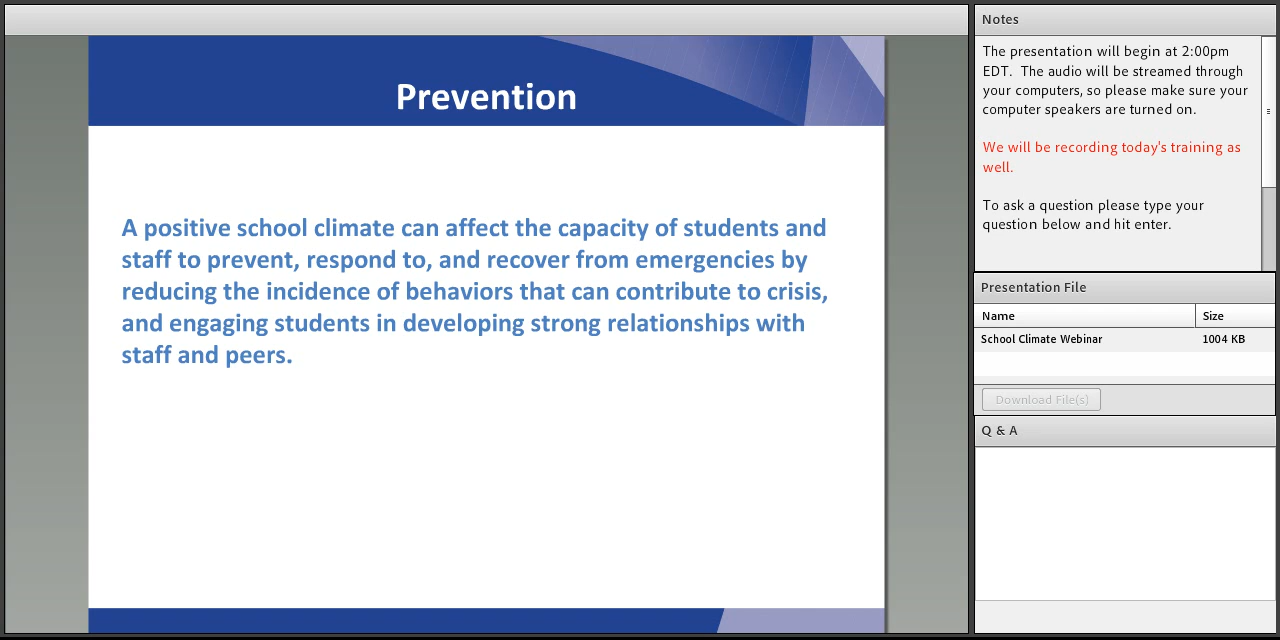 Prevention
A positive school climate can affect the capacity of students and
staff to prevent, respond to, and recover from emergencies by
reducing the incidence of behaviors that can contribute to crisis,
and engaging students in developing strong relationships with
staff and peers.
Notes
The presentation will begin at 2:00pm
EDT.  The audio will be streamed through
your computers, so please make sure your
computer speakers are turned on.
We will be recording today's training as
well.
To ask a question please type your
question below and hit enter.
Presentation File
Name Size
School Climate Webinar 1004 KB
Download File(s)
Q & A